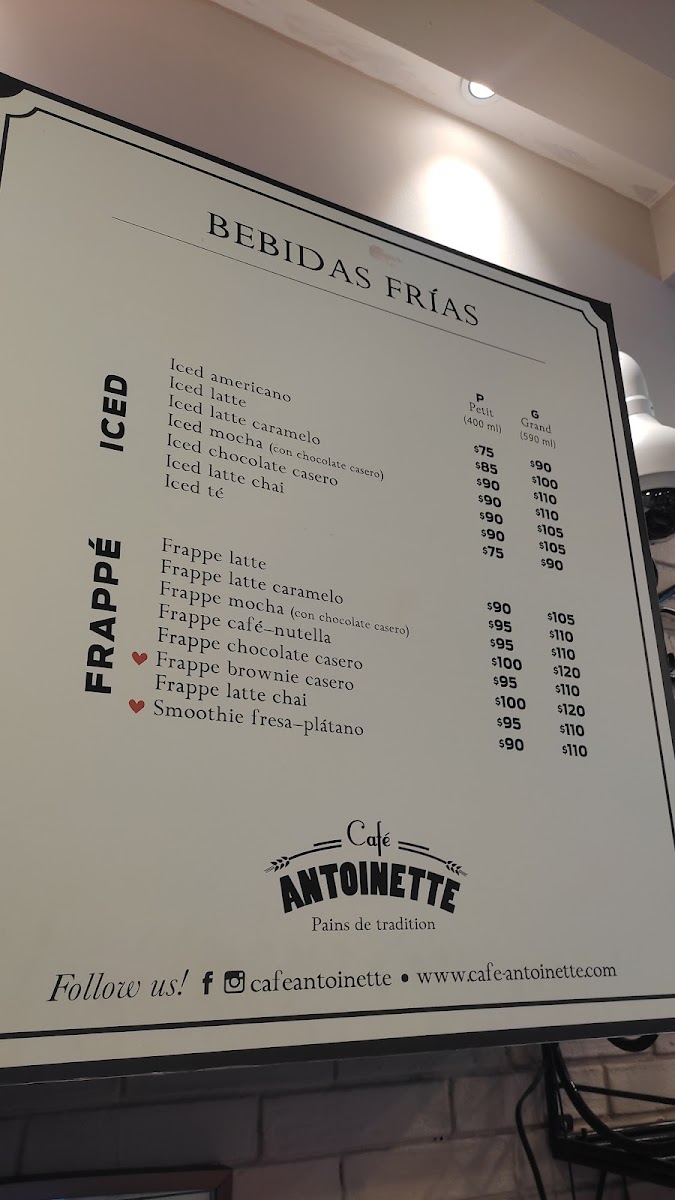 BEBIDAS FRÍAS
P G
Petit Grand
(400 ml) (590 ml)
ICED
Iced americano $75 $90
Iced latte $85 $100
Iced latte caramelo $90 $110
Iced mocha (con chocolate casero) $90 $110
Iced chocolate casero $90 $105
Iced latte chai $90 $105
Iced té $75 $90
FRAPPÉ
Frappe latte $90 $105
Frappe latte caramelo $95 $110
Frappe mocha (con chocolate casero) $95 $110
Frappe café-nutella $100 $120
Frappe chocolate casero $95 $110
Frappe brownie casero $100 $120
Frappe latte chai $95 $110
Smoothie fresa-plátano $90 $110
Café
ANTOINETTE
Pains de tradition
Follow us! cafeantoinette • www.cafe-antoinette.com